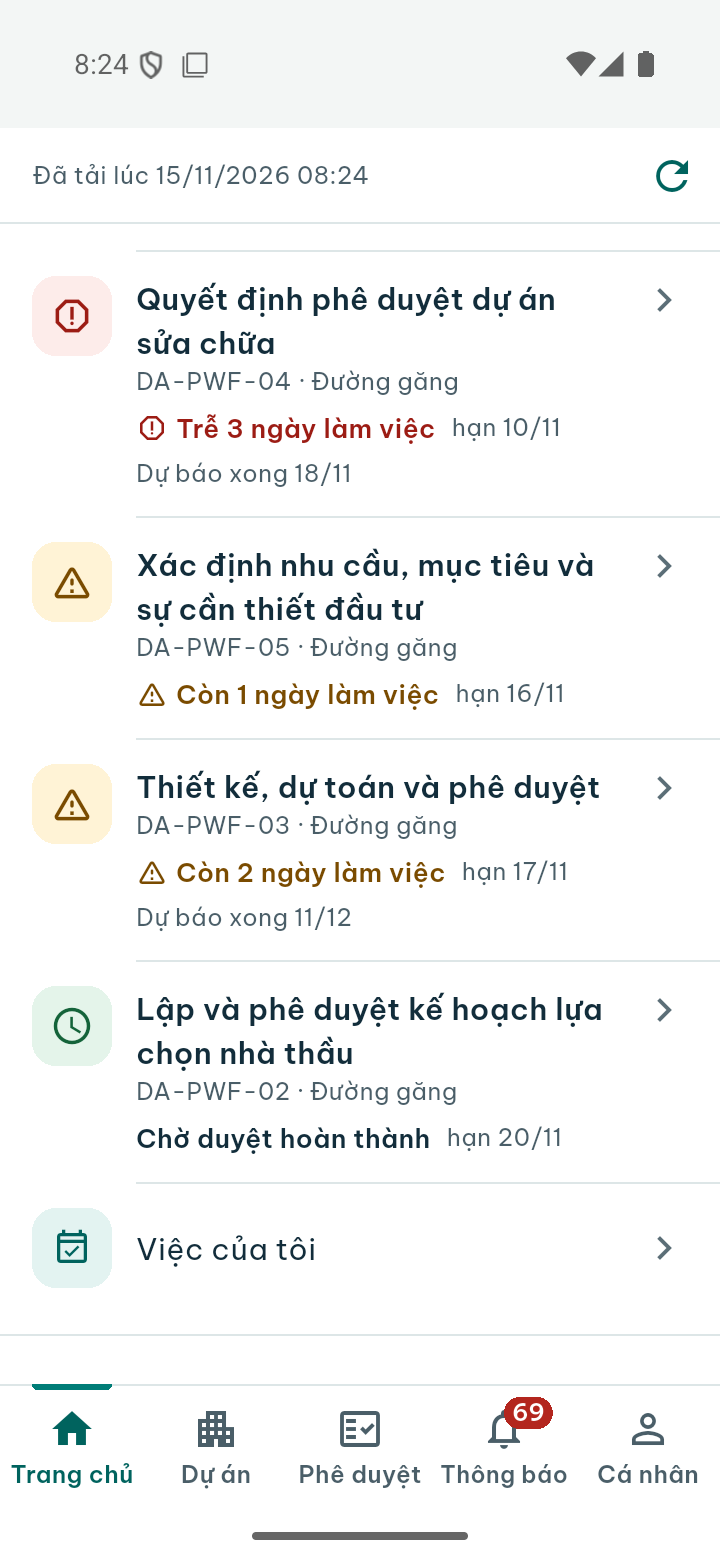 8:24
Đã tải lúc 15/11/2026 08:24
Quyết định phê duyệt dự án
sửa chữa
DA-PWF-04 · Đường găng
Trễ 3 ngày làm việc hạn 10/11
Dự báo xong 18/11
Xác định nhu cầu, mục tiêu và
sự cần thiết đầu tư
DA-PWF-05 · Đường găng
Còn 1 ngày làm việc hạn 16/11
Thiết kế, dự toán và phê duyệt
DA-PWF-03 · Đường găng
Còn 2 ngày làm việc hạn 17/11
Dự báo xong 11/12
Lập và phê duyệt kế hoạch lựa
chọn nhà thầu
DA-PWF-02 · Đường găng
Chờ duyệt hoàn thành hạn 20/11
Việc của tôi
69
Trang chủ Dự án Phê duyệt Thông báo Cá nhân